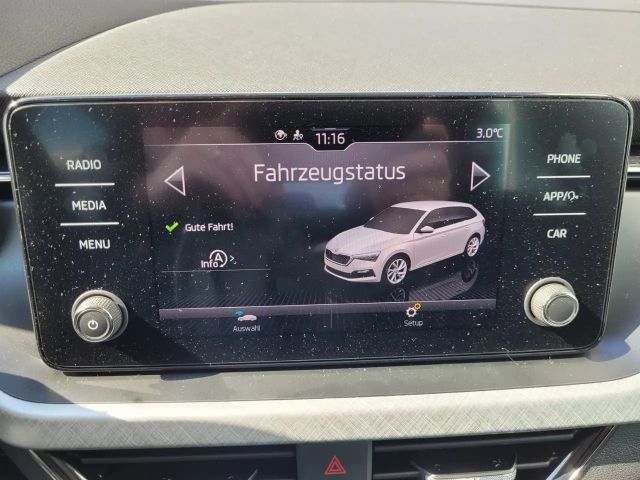 11:16
3.0°C
Fahrzeugstatus
RADIO
MEDIA
MENU
Gute Fahrt!
A
Info >
Auswahl
Setup
PHONE
APP/
CAR